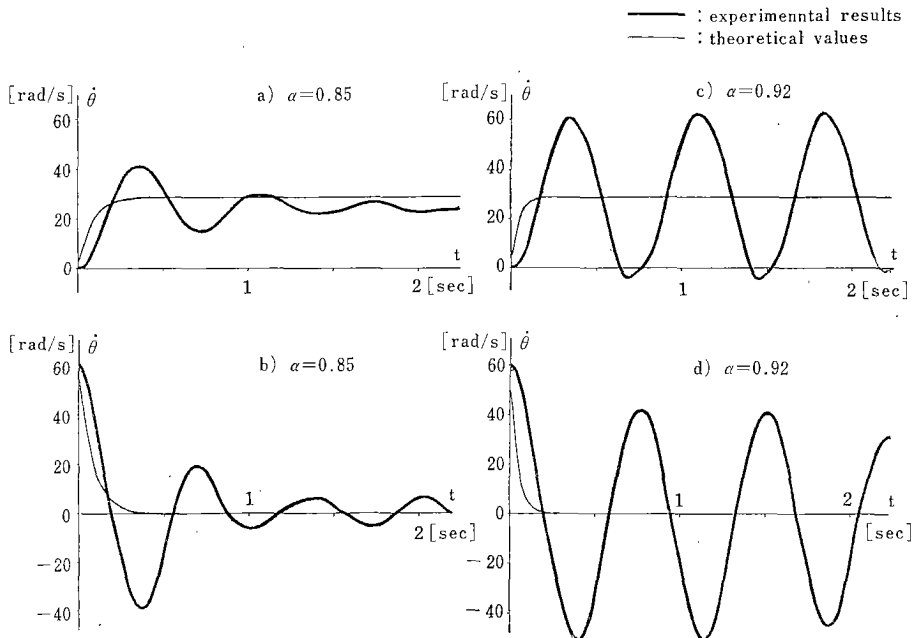 : experimenntal results
: theoretical values
[rad/s] θ̇
a) α=0.85
60
40
20
0
t
1
2 [sec]
[rad/s] θ̇
c) α=0.92
60
40
20
0
t
1
2 [sec]
[rad/s] θ̇
b) α=0.85
60
40
20
0
−20
−40
1
t
2 [sec]
[rad/s] θ̇
d) α=0.92
60
40
20
0
−20
−40
1
2
t
[sec]